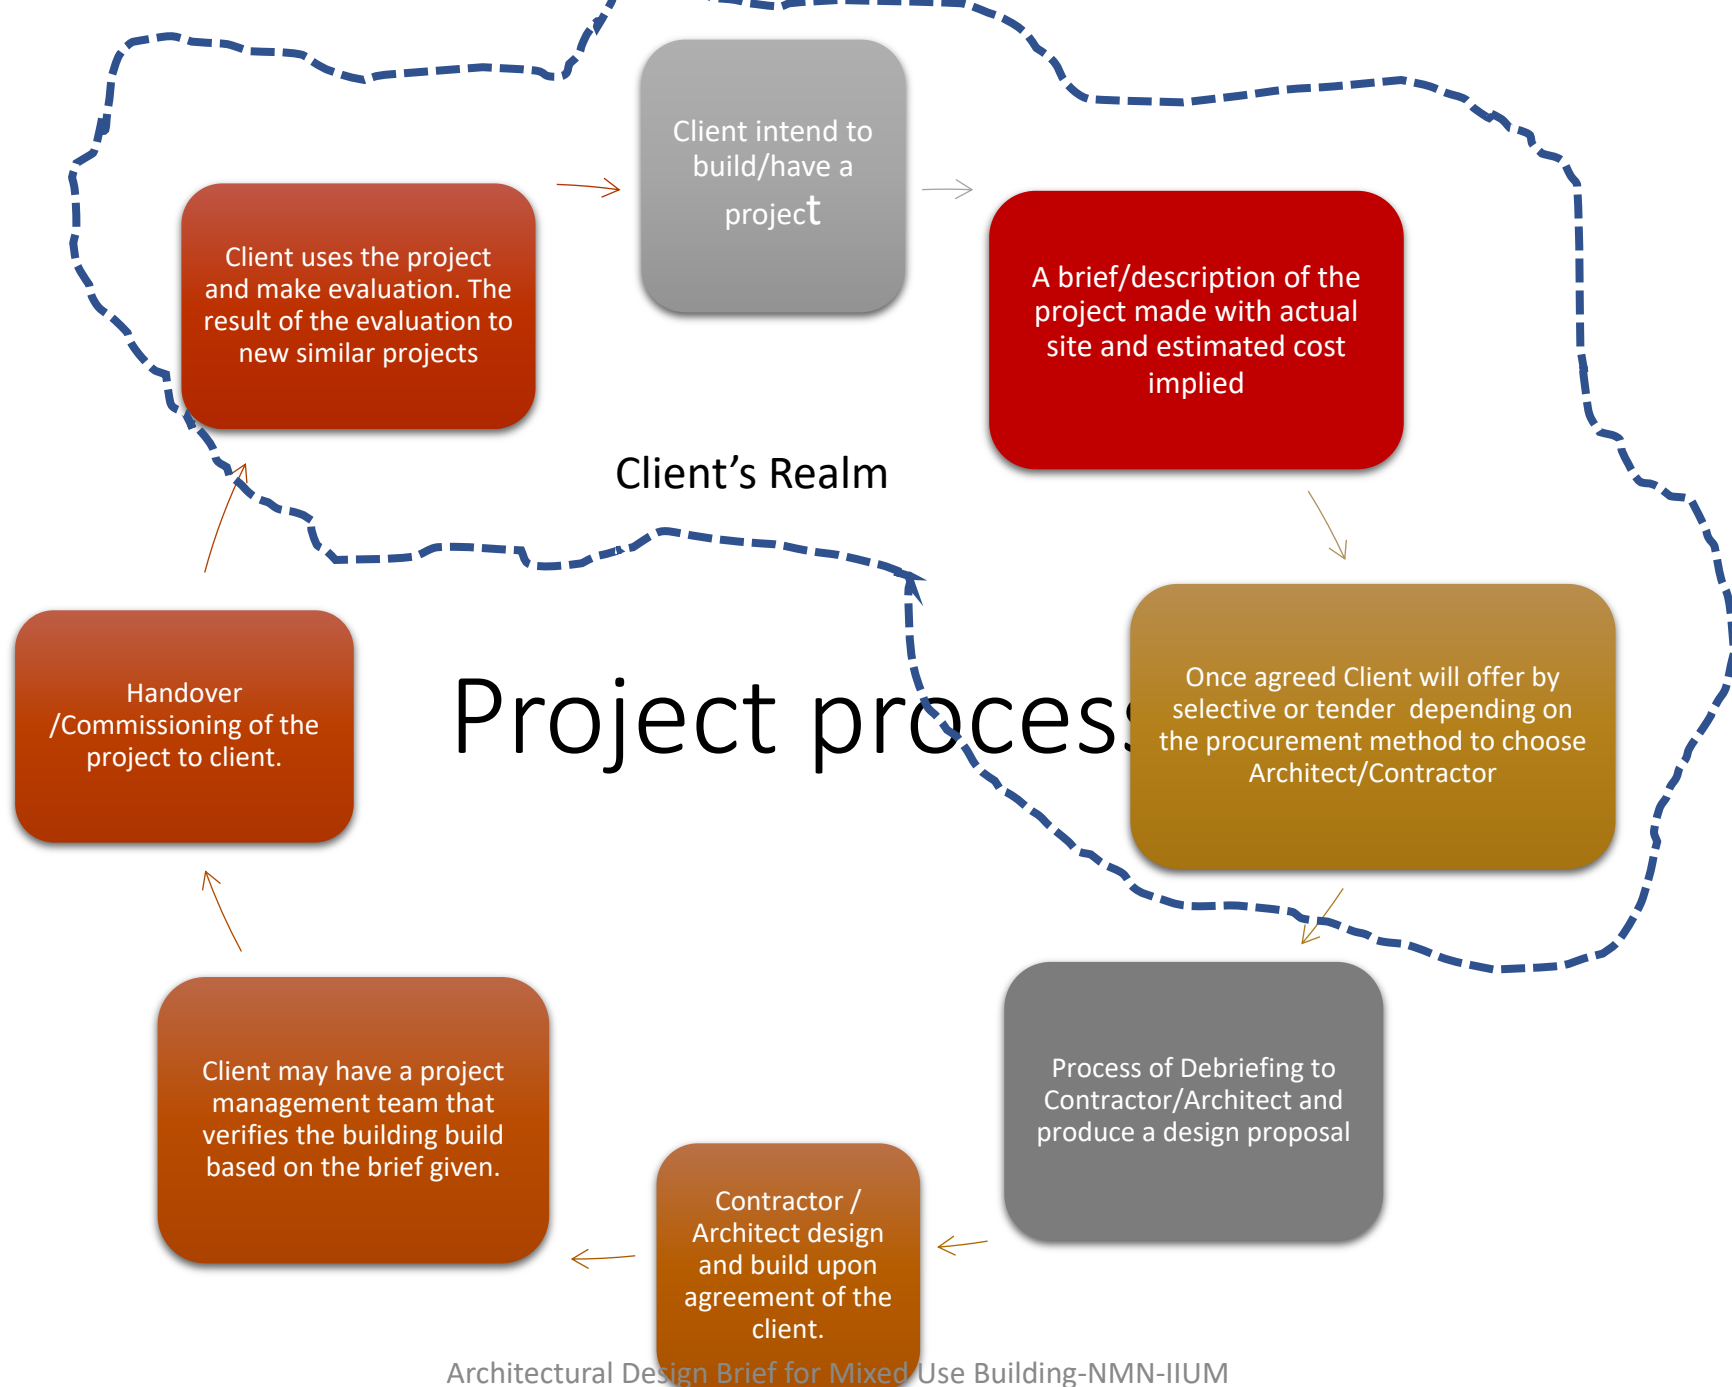 Client intend to
build/have a
project
A brief/description of the
project made with actual
site and estimated cost
implied
Once agreed Client will offer by
selective or tender depending on
the procurement method to choose
Architect/Contractor
Process of Debriefing to
Contractor/Architect and
produce a design proposal
Contractor /
Architect design
and build upon
agreement of the
client.
Client may have a project
management team that
verifies the building build
based on the brief given.
Handover
/Commissioning of the
project to client.
Client uses the project
and make evaluation. The
result of the evaluation to
new similar projects
Client’s Realm
Project process
Architectural Design Brief for Mixed Use Building-NMN-IIUM